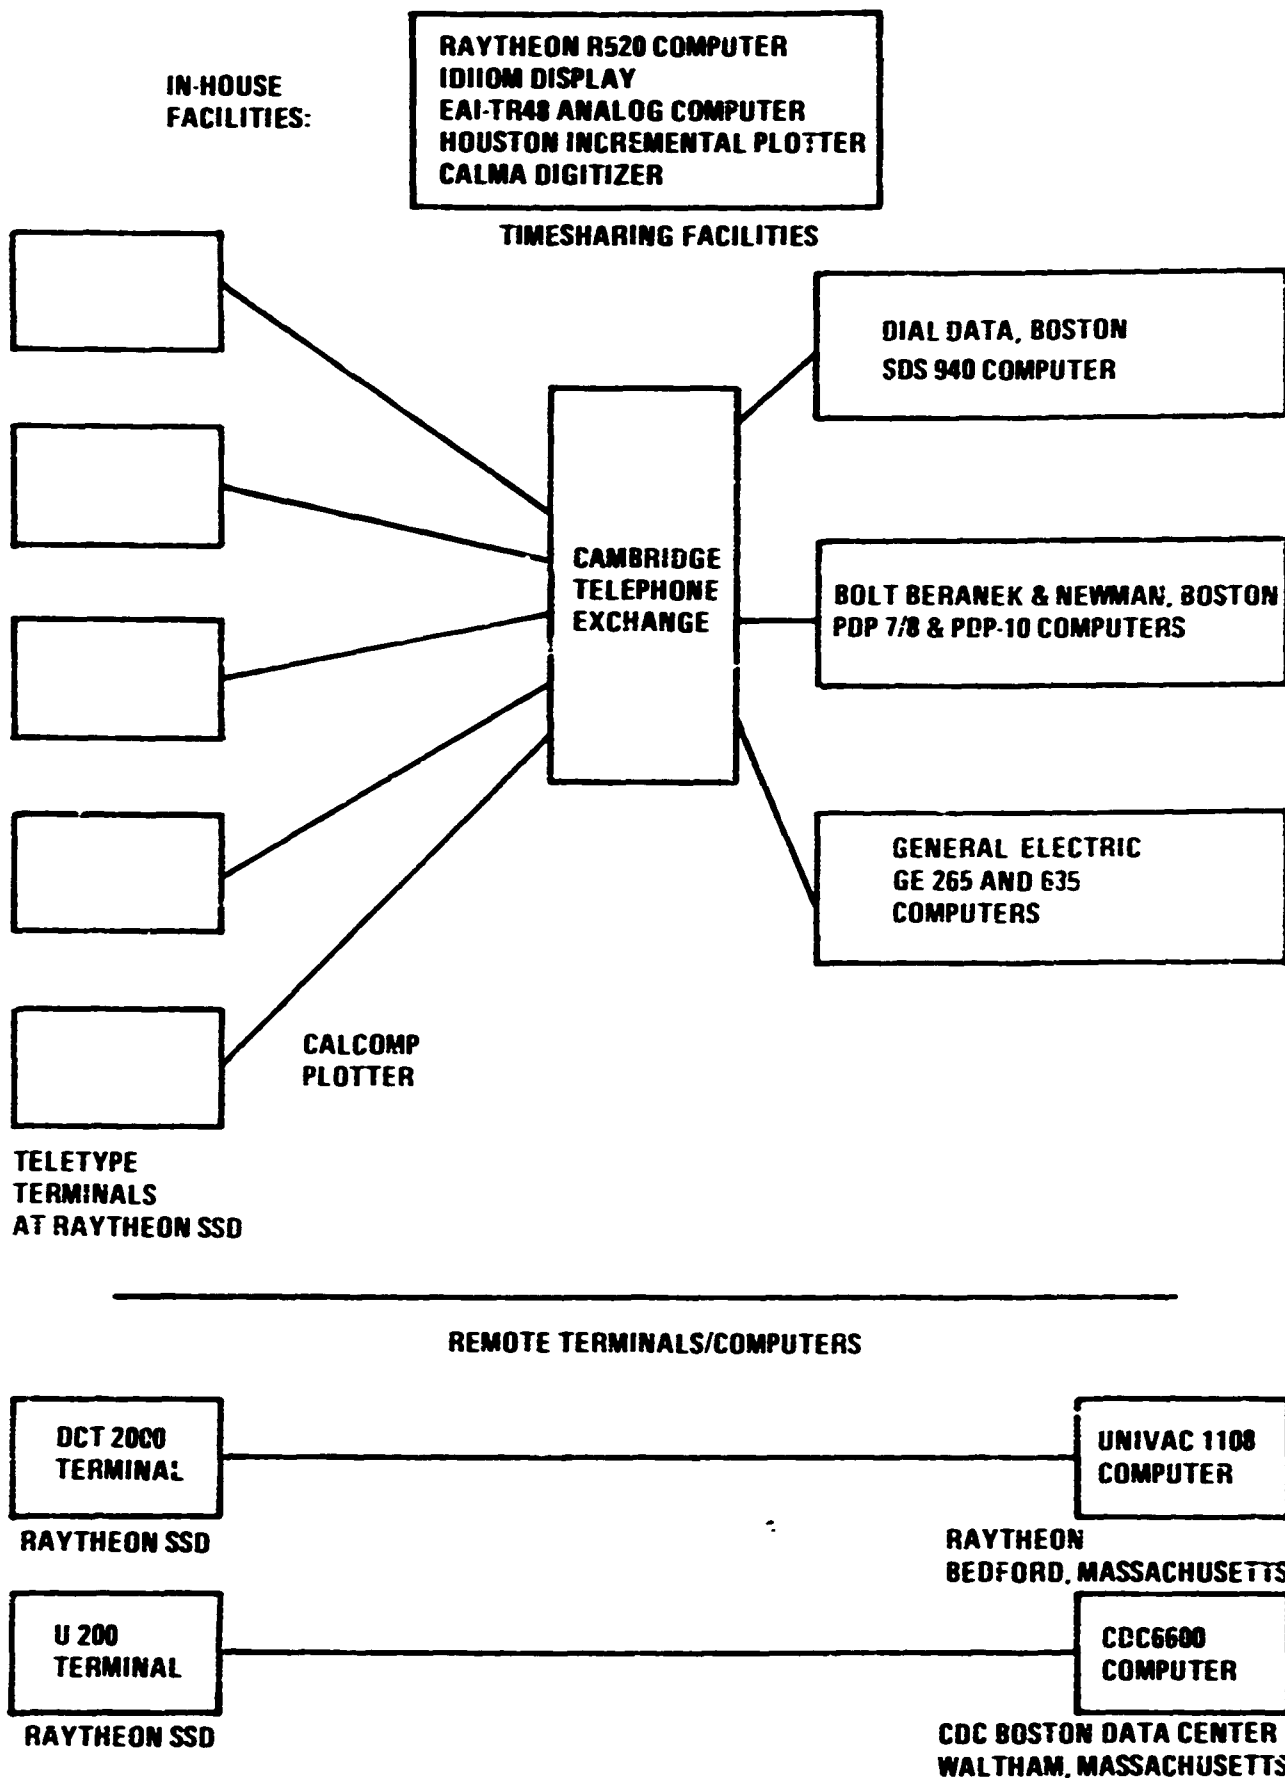 IN-HOUSE
FACILITIES:
RAYTHEON R520 COMPUTER
IDIIOM DISPLAY
EAI-TR48 ANALOG COMPUTER
HOUSTON INCREMENTAL PLOTTER
CALMA DIGITIZER
TIMESHARING FACILITIES
DIAL DATA, BOSTON
SDS 940 COMPUTER
CAMBRIDGE
TELEPHONE
EXCHANGE
BOLT BERANEK & NEWMAN, BOSTON
PDP 7/8 & PDP-10 COMPUTERS
GENERAL ELECTRIC
GE 265 AND 635
COMPUTERS
CALCOMP
PLOTTER
TELETYPE
TERMINALS
AT RAYTHEON SSD
REMOTE TERMINALS/COMPUTERS
DCT 2000
TERMINAL
RAYTHEON SSD
UNIVAC 1108
COMPUTER
RAYTHEON
BEDFORD, MASSACHUSETTS
U 200
TERMINAL
RAYTHEON SSD
CDC6600
COMPUTER
CDC BOSTON DATA CENTER
WALTHAM, MASSACHUSETTS